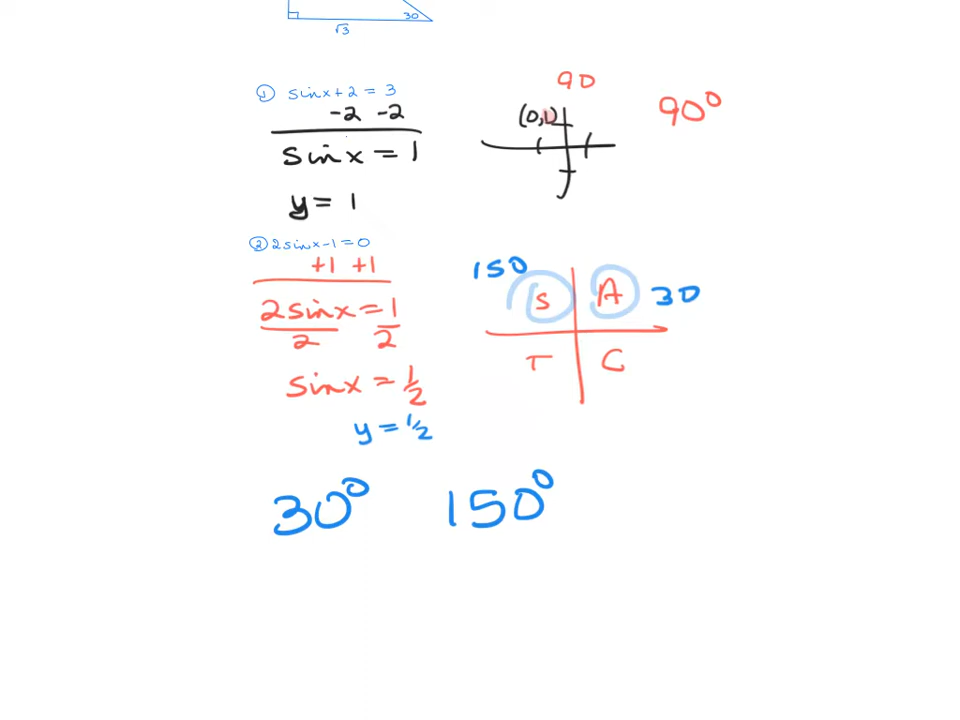 30
√3
90
① sinx+2 = 3
-2 -2
(0,1)
90°
sinx = 1
y = 1
② 2sinx-1=0
+1 +1
150
S A 30
2sinx = 1
2 2
T C
sinx = 1/2
y = 1/2
30° 150°